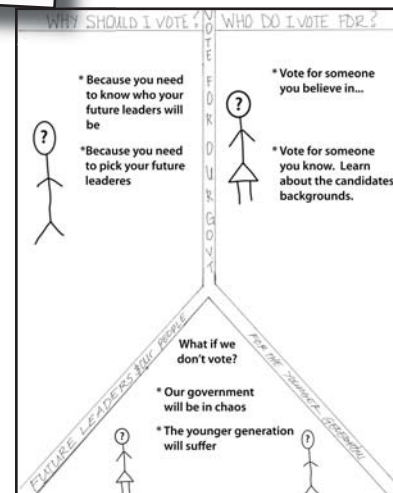 WHY SHOULD I VOTE?
WHO DO I VOTE FOR?
VOTE FOR OUR GOVT
* Because you need
to know who your
future leaders will
be
*Because you need
to pick your future
leaderes
?
* Vote for someone
you believe in...
* Vote for someone
you know. Learn
about the candidates
backgrounds.
?
FUTURE LEADERS
PEOPLE
FOR THE YOUNGER GENERATION
What if we
don't vote?
* Our government
will be in chaos
* The younger generation
will suffer
?
?